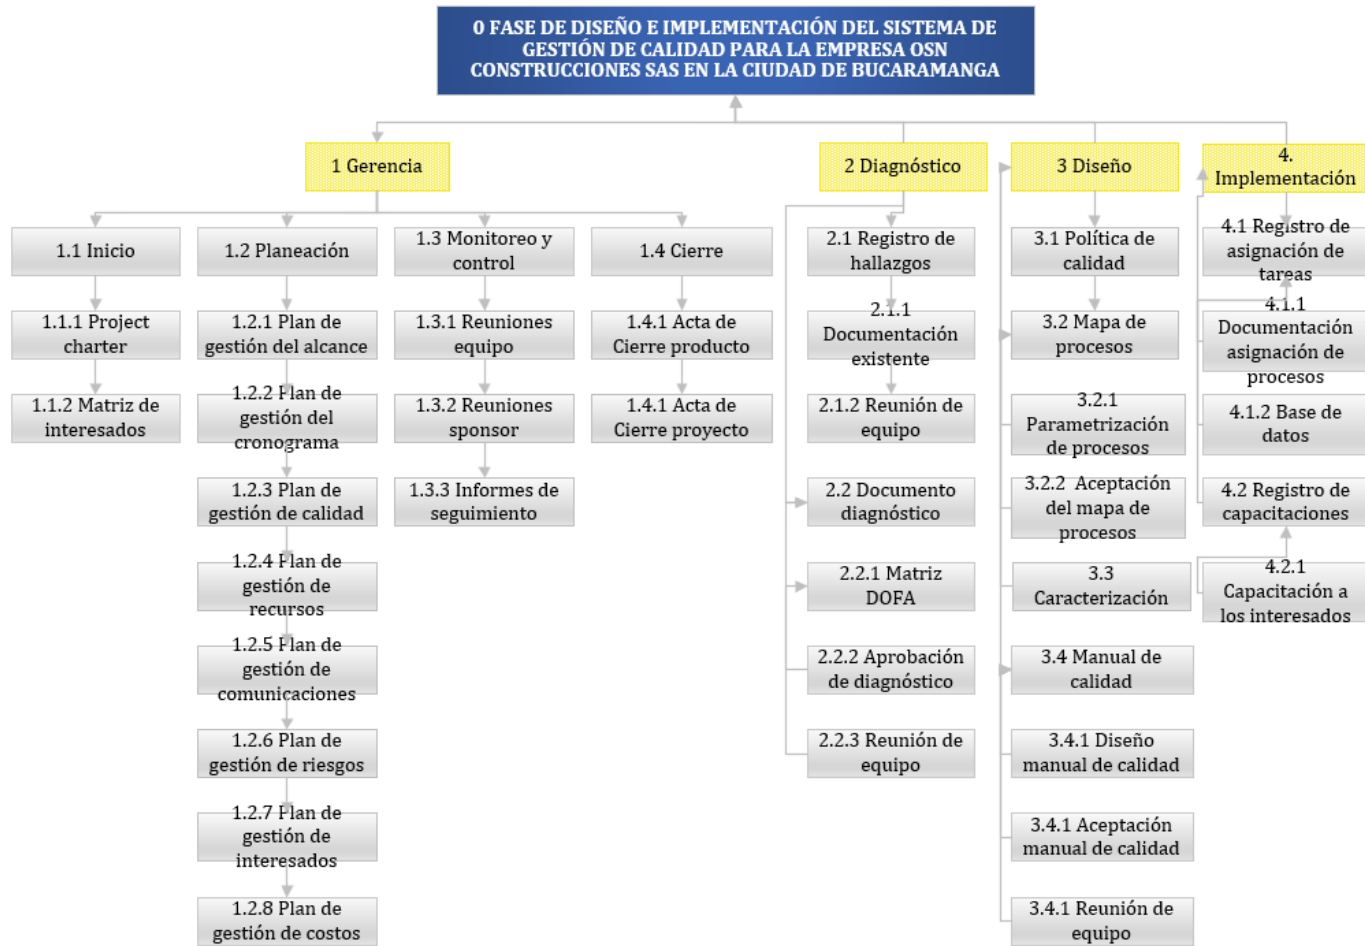 0 FASE DE DISEÑO E IMPLEMENTACIÓN DEL SISTEMA DE
GESTIÓN DE CALIDAD PARA LA EMPRESA OSN
CONSTRUCCIONES SAS EN LA CIUDAD DE BUCARAMANGA
1 Gerencia
1.1 Inicio
1.1.1 Project
charter
1.1.2 Matriz de
interesados
1.2 Planeación
1.2.1 Plan de
gestión del alcance
1.2.2 Plan de
gestión del
cronograma
1.2.3 Plan de
gestión de calidad
1.2.4 Plan de
gestión de
recursos
1.2.5 Plan de
gestión de
comunicaciones
1.2.6 Plan de
gestión de riesgos
1.2.7 Plan de
gestión de
interesados
1.2.8 Plan de
gestión de costos
1.3 Monitoreo y
control
1.3.1 Reuniones
equipo
1.3.2 Reuniones
sponsor
1.3.3 Informes de
seguimiento
1.4 Cierre
1.4.1 Acta de
Cierre producto
1.4.1 Acta de
Cierre proyecto
2 Diagnóstico
2.1 Registro de
hallazgos
2.1.1
Documentación
existente
2.1.2 Reunión de
equipo
2.2 Documento
diagnóstico
2.2.1 Matriz
DOFA
2.2.2 Aprobación
de diagnóstico
2.2.3 Reunión de
equipo
3 Diseño
3.1 Política de
calidad
3.2 Mapa de
procesos
3.2.1
Parametrización
de procesos
3.2.2 Aceptación
del mapa de
procesos
3.3
Caracterización
3.4 Manual de
calidad
3.4.1 Diseño
manual de calidad
3.4.1 Aceptación
manual de calidad
3.4.1 Reunión de
equipo
4.
Implementación
4.1 Registro de
asignación de
tareas
4.1.1
Documentación
asignación de
procesos
4.1.2 Base de
datos
4.2 Registro de
capacitaciones
4.2.1
Capacitación a
los interesados